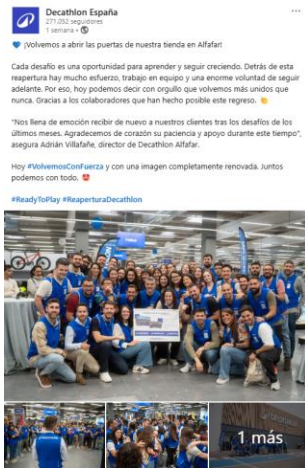 Decathlon España
271.052 seguidores
1 semana •
💙 ¡Volvemos a abrir las puertas de nuestra tienda en Alfafar!
Cada desafío es una oportunidad para aprender y seguir creciendo. Detrás de esta
reapertura hay mucho esfuerzo, trabajo en equipo y una enorme voluntad de seguir
adelante. Por eso, hoy podemos decir con orgullo que volvemos más unidos que
nunca. Gracias a los colaboradores que han hecho posible este regreso. 👏
"Nos llena de emoción recibir de nuevo a nuestros clientes tras los desafíos de los
últimos meses. Agradecemos de corazón su paciencia y apoyo durante este tiempo",
asegura Adrián Villafañe, director de Decathlon Alfafar.
Hoy #VolvemosConFuerza y con una imagen completamente renovada. Juntos
podemos con todo. 😍
#ReadyToPlay #ReaperturaDecathlon
1 más